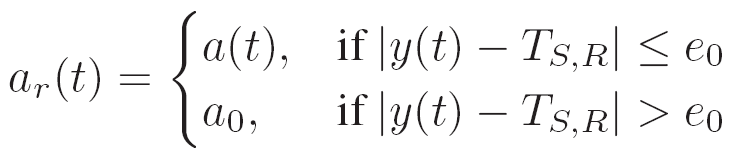 a_r(t) = { a(t), if |y(t) − T_{S,R}| ≤ e_0
a_0, if |y(t) − T_{S,R}| > e_0